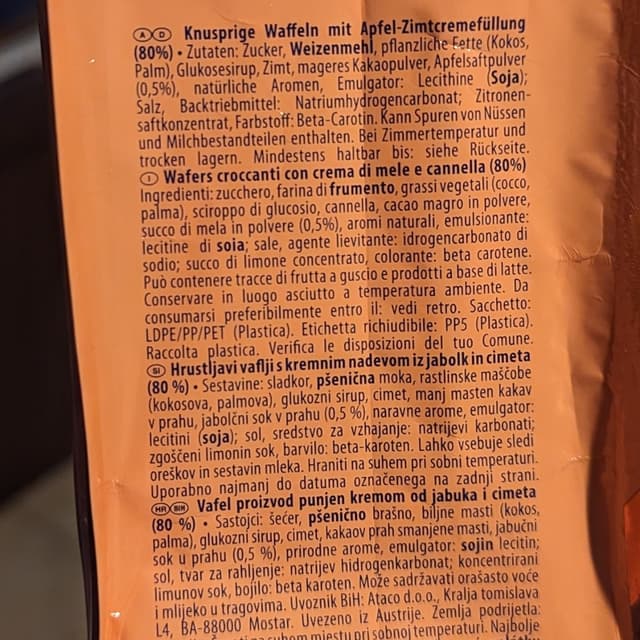 A D Knusprige Waffeln mit Apfel-Zimtcremefüllung
(80%) • Zutaten: Zucker, Weizenmehl, pflanzliche Fette (Kokos,
Palm), Glukosesirup, Zimt, mageres Kakaopulver, Apfelsaftpulver
(0,5%), natürliche Aromen, Emulgator: Lecithine (Soja);
Salz, Backtriebmittel: Natriumhydrogencarbonat; Zitronen-
saftkonzentrat, Farbstoff: Beta-Carotin. Kann Spuren von Nüssen
und Milchbestandteilen enthalten. Bei Zimmertemperatur und
trocken lagern. Mindestens haltbar bis: siehe Rückseite.
I Wafers croccanti con crema di mele e cannella (80%)
Ingredienti: zucchero, farina di frumento, grassi vegetali (cocco,
palma), sciroppo di glucosio, cannella, cacao magro in polvere,
succo di mela in polvere (0,5%), aromi naturali, emulsionante:
lecitine di soia; sale, agente lievitante: idrogencarbonato di
sodio; succo di limone concentrato, colorante: beta carotene.
Può contenere tracce di frutta a guscio e prodotti a base di latte.
Conservare in luogo asciutto a temperatura ambiente. Da
consumarsi preferibilmente entro il: vedi retro. Sacchetto:
LDPE/PP/PET (Plastica). Etichetta richiudibile: PP5 (Plastica).
Raccolta plastica. Verifica le disposizioni del tuo Comune.
SI Hrustljavi vaflji s kremnim nadevom iz jabolk in cimeta
(80 %) • Sestavine: sladkor, pšenična moka, rastlinske maščobe
(kokosova, palmova), glukozni sirup, cimet, manj masten kakav
v prahu, jabolčni sok v prahu (0,5 %), naravne arome, emulgator:
lecitini (soja); sol, sredstvo za vzhajanje: natrijevi karbonati;
zgoščeni limonin sok, barvilo: beta-karoten. Lahko vsebuje sledi
oreškov in sestavin mleka. Hraniti na suhem pri sobni temperaturi.
Uporabno najmanj do datuma označenega na zadnji strani.
HR BIH Vafel proizvod punjen kremom od jabuka i cimeta
(80 %) • Sastojci: šećer, pšenično brašno, biljne masti (kokos,
palma), glukozni sirup, cimet, kakaov prah smanjene masti, jabučni
sok u prahu (0,5 %), prirodne arome, emulgator: sojin lecitin;
sol, tvar za rahljenje: natrijev hidrogenkarbonat; koncentrirani
limunov sok, bojilo: beta karoten. Može sadržavati orašasto voće
i mlijeko u tragovima. Uvoznik BiH: Ataco d.o.o., Kralja tomislava
L4, BA-88000 Mostar. Uvezeno iz Austrije. Zemlja podrijetla:
na suhom mjestu pri sobnoj temperaturi. Najbolje